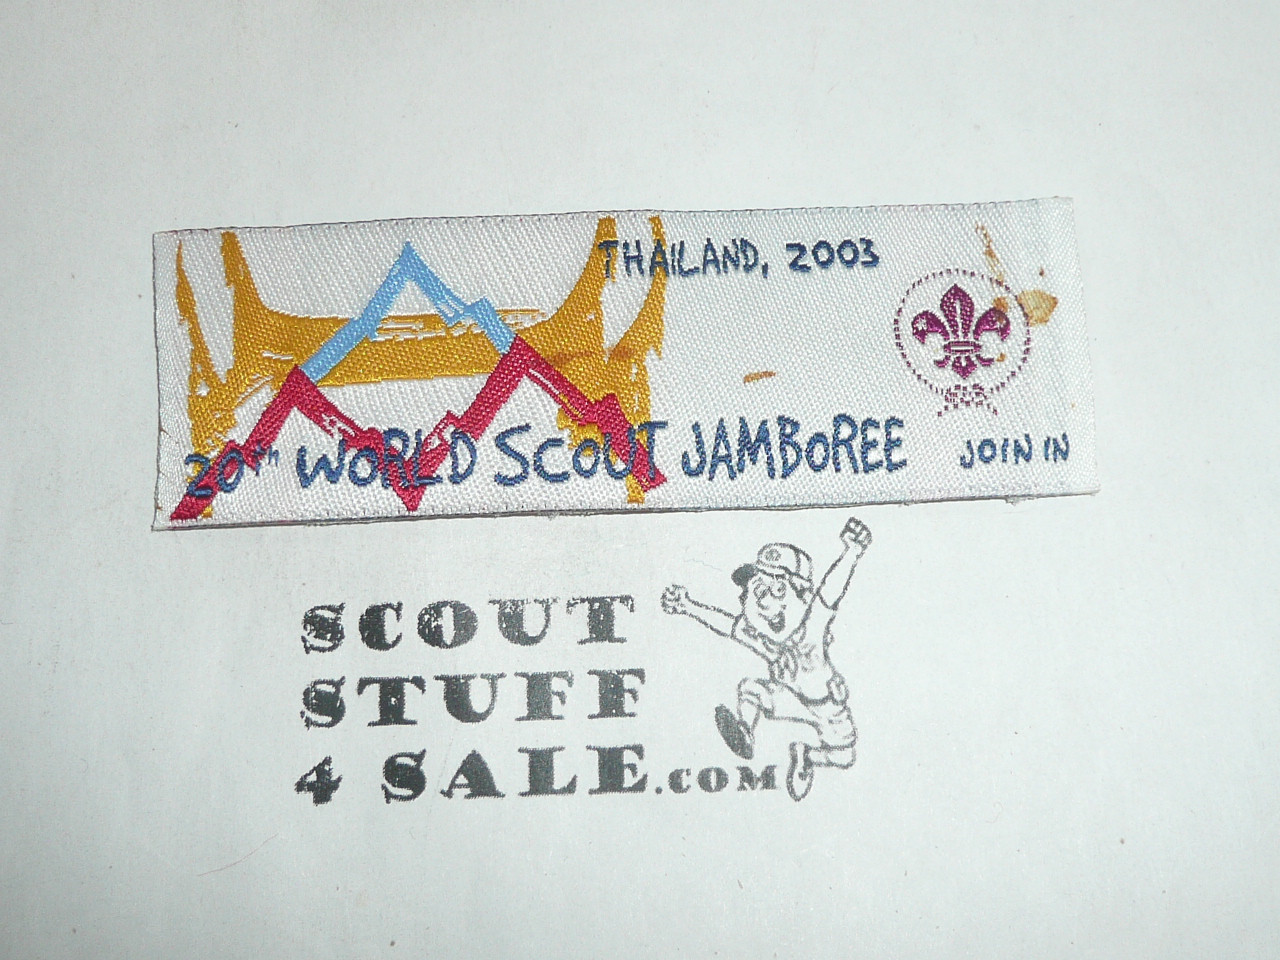 THAILAND, 2003
20th WORLD SCOUT JAMBOREE
JOIN IN
SCOUT
STUFF
4 SALE.COM